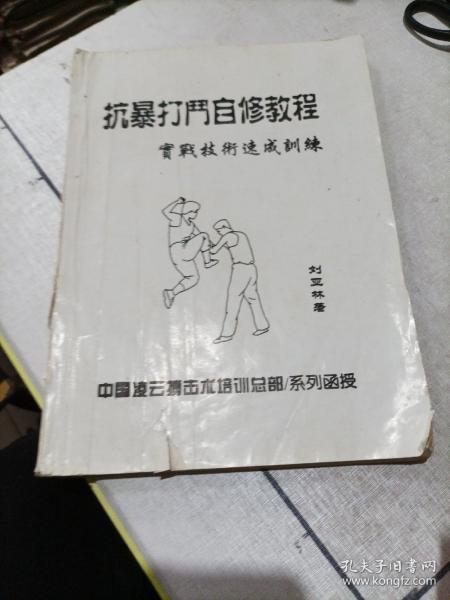 抗暴打鬥自修教程
實戰技術速成訓練
刘亚林著
中国凌云搏击术培训总部/系列函授
孔夫子旧书网
www.kongfz.com